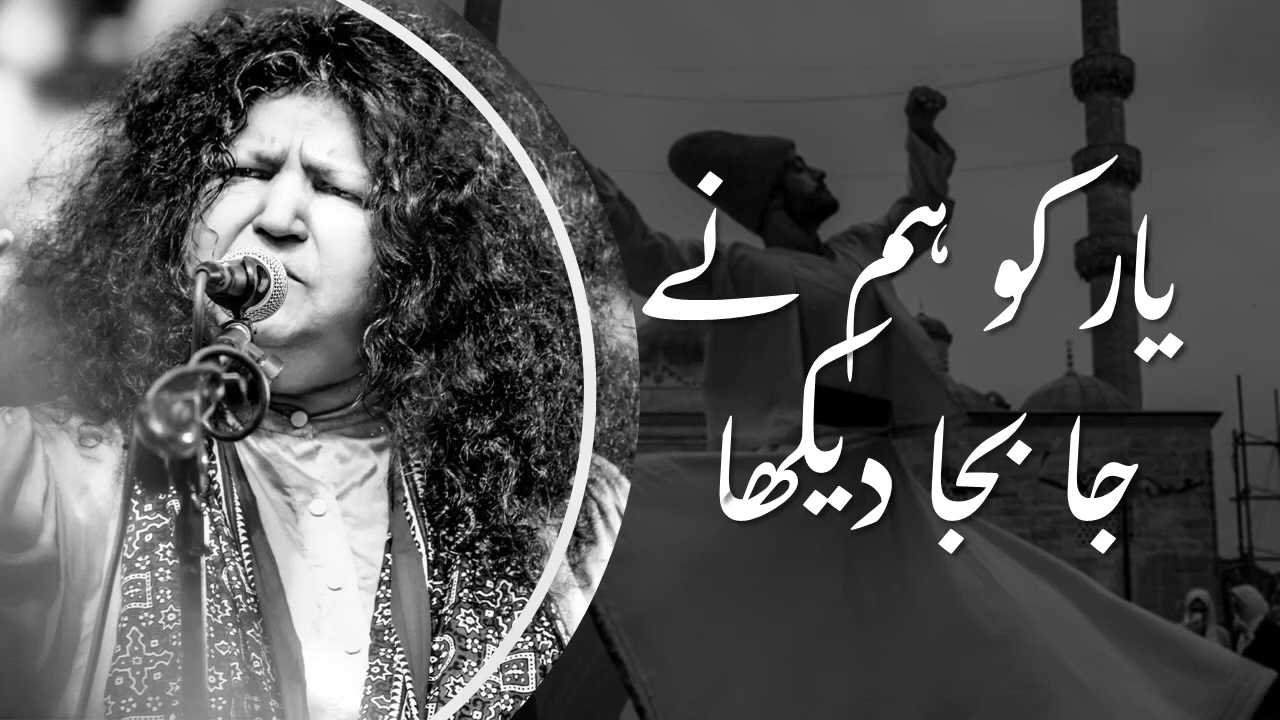 یار کو ہم نے
جا بجا دیکھا